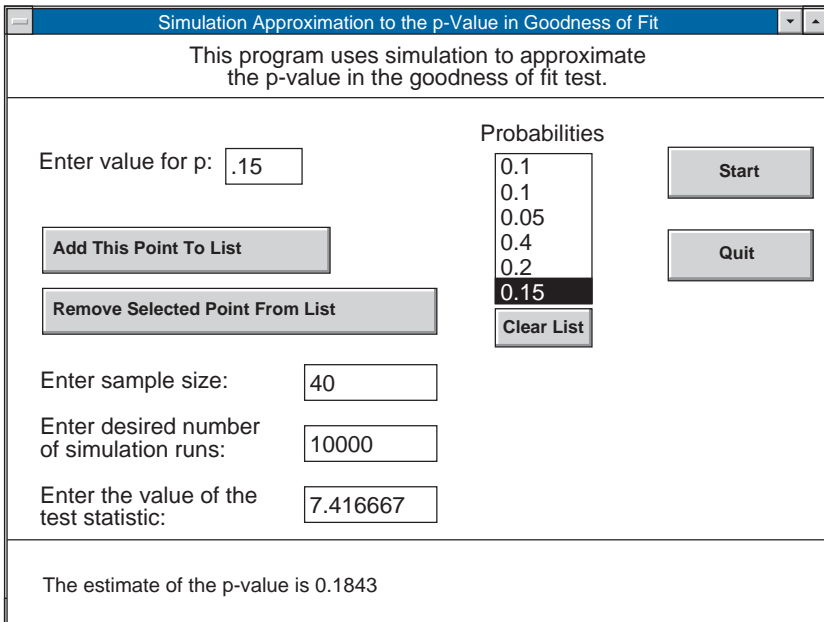 Simulation Approximation to the p-Value in Goodness of Fit
This program uses simulation to approximate
the p-value in the goodness of fit test.
Enter value for p:
.15
Add This Point To List
Remove Selected Point From List
Probabilities
0.1
0.1
0.05
0.4
0.2
0.15
Clear List
Start
Quit
Enter sample size:
40
Enter desired number
of simulation runs:
10000
Enter the value of the
test statistic:
7.416667
The estimate of the p-value is 0.1843